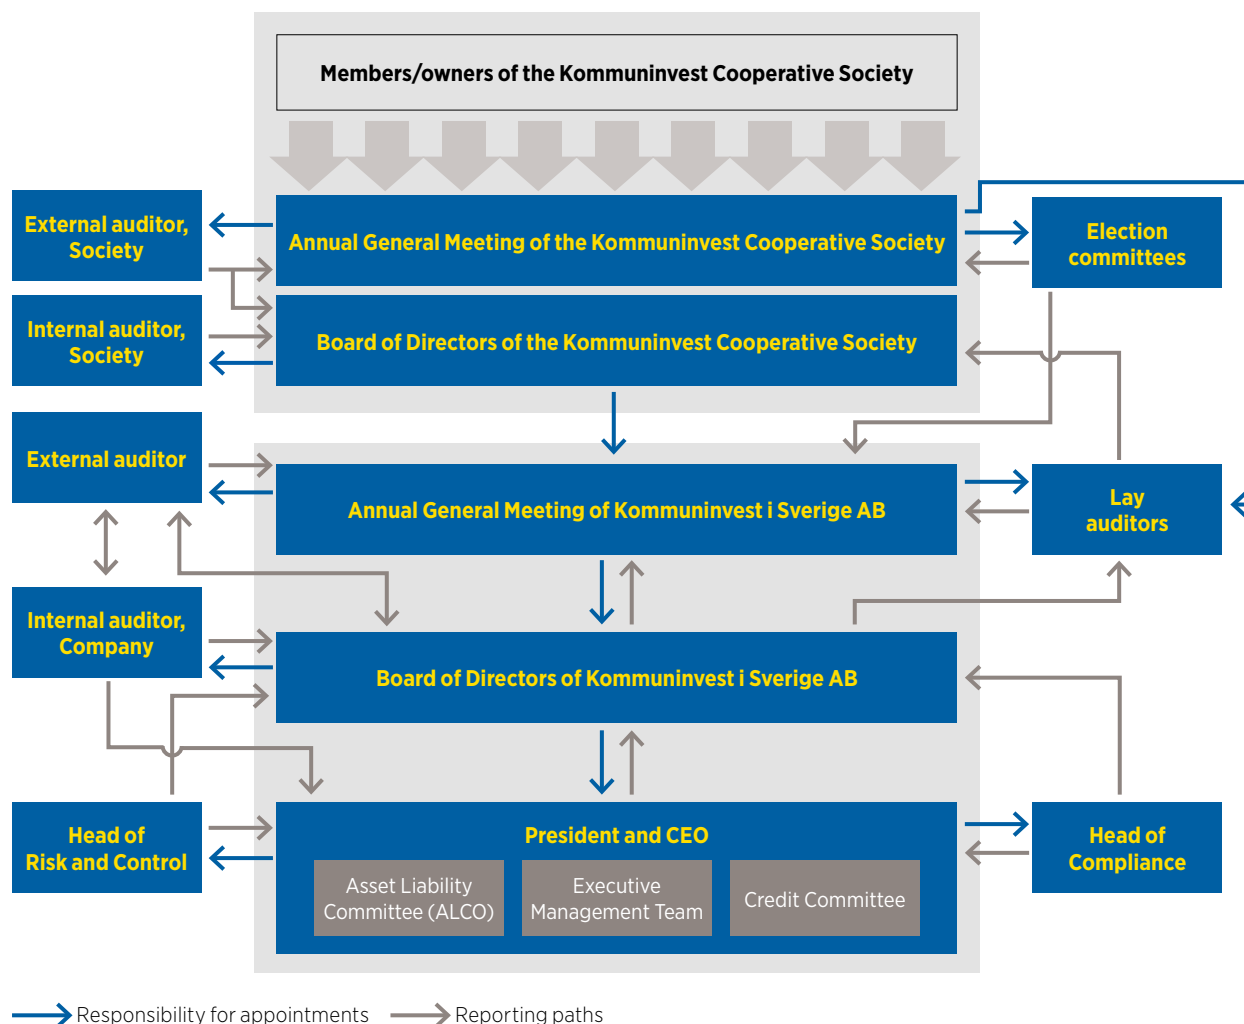 Members/owners of the Kommuninvest Cooperative Society
External auditor,
Society
Annual General Meeting of the Kommuninvest Cooperative Society
Election
committees
Internal auditor,
Society
Board of Directors of the Kommuninvest Cooperative Society
External auditor
Annual General Meeting of Kommuninvest i Sverige AB
Lay
auditors
Internal auditor,
Company
Board of Directors of Kommuninvest i Sverige AB
Head of
Risk and Control
President and CEO
Asset Liability
Committee (ALCO)
Executive
Management Team
Credit Committee
Head of
Compliance
Responsibility for appointments
Reporting paths